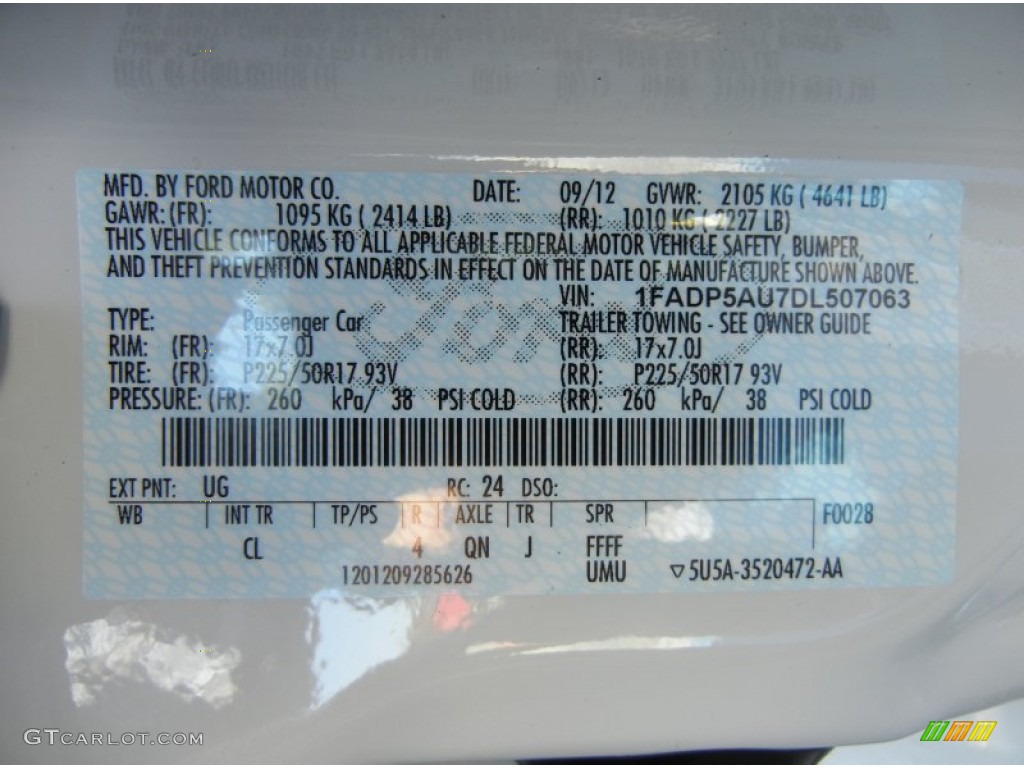 MFD. BY FORD MOTOR CO. DATE: 09/12 GVWR: 2105 KG ( 4641 LB)
GAWR: (FR): 1095 KG ( 2414 LB) (RR): 1010 KG ( 2227 LB)
THIS VEHICLE CONFORMS TO ALL APPLICABLE FEDERAL MOTOR VEHICLE SAFETY, BUMPER,
AND THEFT PREVENTION STANDARDS IN EFFECT ON THE DATE OF MANUFACTURE SHOWN ABOVE.
VIN: 1FADP5AU7DL507063
TYPE: Passenger Car TRAILER TOWING - SEE OWNER GUIDE
RIM: (FR): 17x7.0J (RR): 17x7.0J
TIRE: (FR): P225/50R17 93V (RR): P225/50R17 93V
PRESSURE: (FR): 260 kPa/ 38 PSI COLD (RR): 260 kPa/ 38 PSI COLD
EXT PNT: UG RC: 24 DSO:
WB INT TR TP/PS R AXLE TR SPR F0028
CL 4 QN J FFFF
1201209285626 UMU ▽5U5A-3520472-AA
GTCARLOT.COM